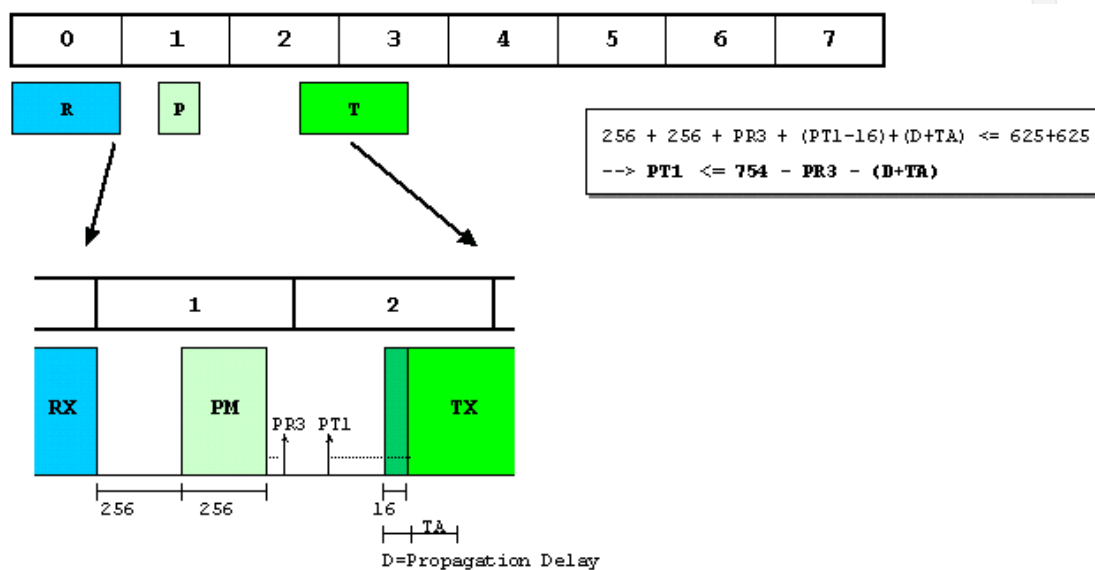 0 1 2 3 4 5 6 7
R P T
256 + 256 + PR3 + (PT1-16)+(D+TA) <= 625+625
--> PT1 <= 754 - PR3 - (D+TA)
1 2
RX PM TX
PR3 PT1
256 256 16
TA
D=Propagation Delay